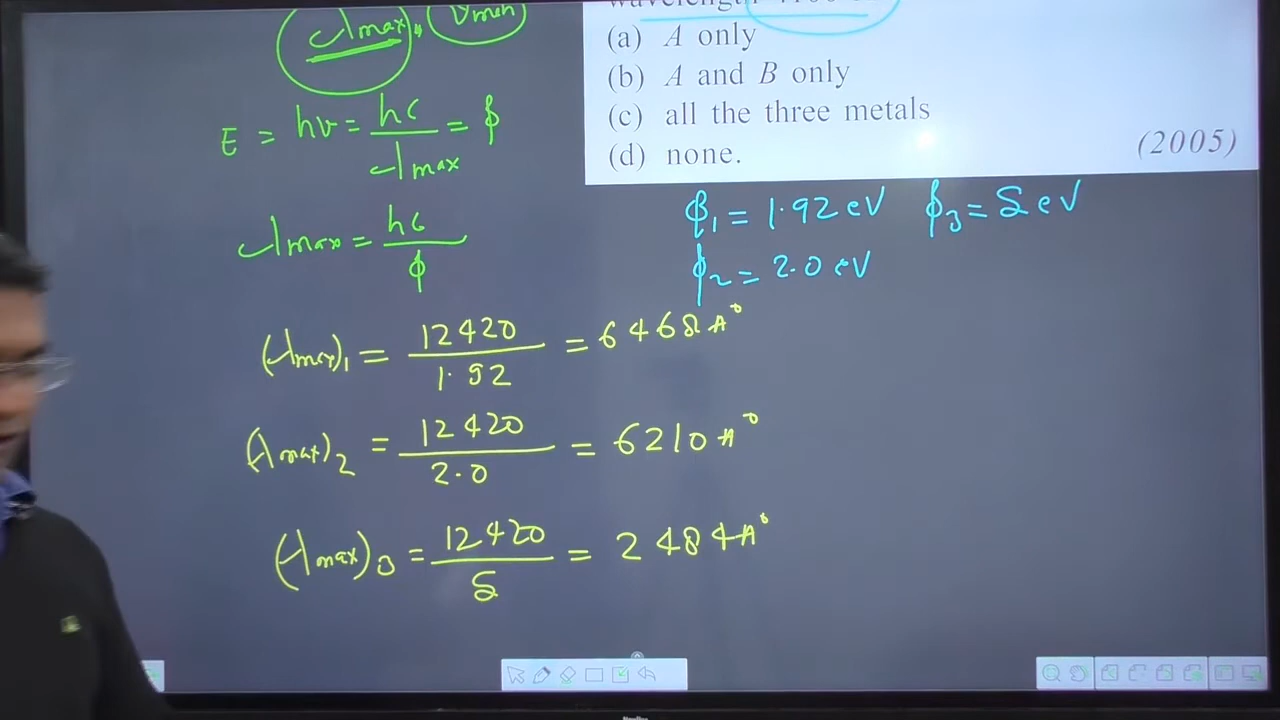 λmax, νmin
(a) A only
(b) A and B only
(c) all the three metals
(d) none.
(2005)
E = hν = hc/λmax = ϕ
λmax = hc/ϕ
ϕ1 = 1.92 eV ϕ3 = 5 eV
ϕ2 = 2.0 eV
(λmax)1 = 12420/1.92 = 6468 A°
(λmax)2 = 12420/2.0 = 6210 A°
(λmax)3 = 12420/5 = 2484 A°